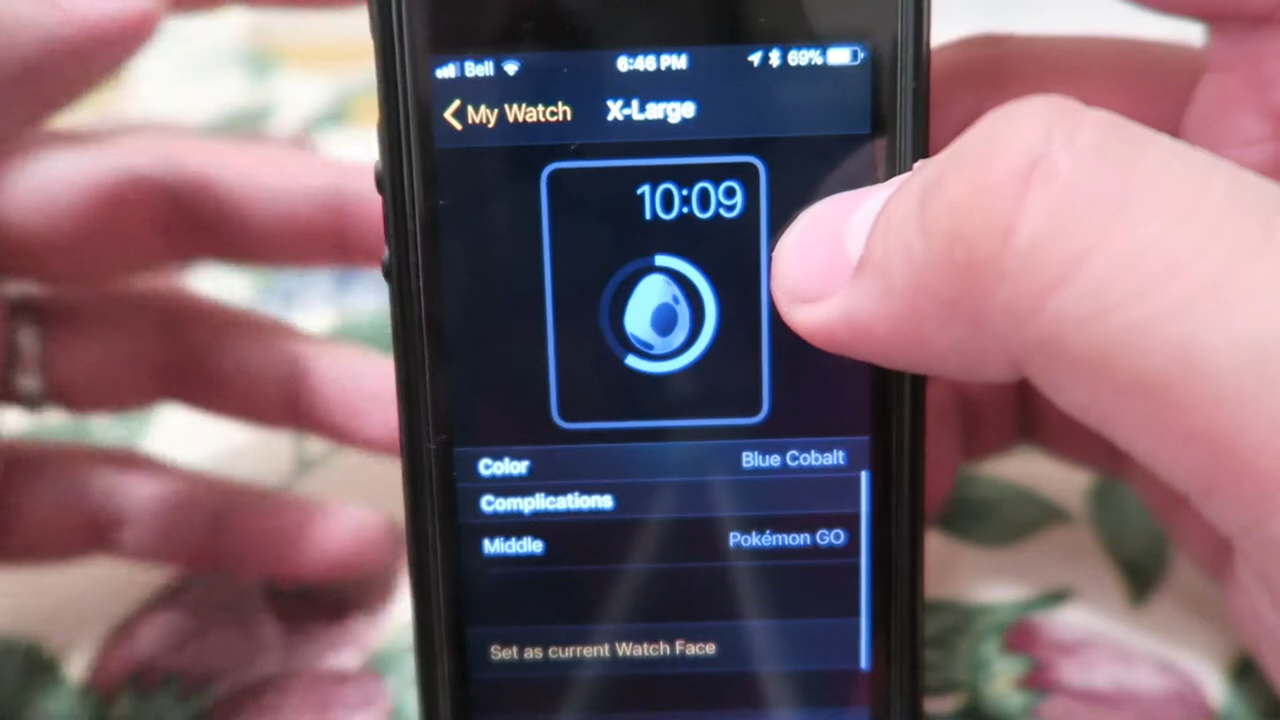 Bell 6:46 PM 69%
My Watch X-Large
10:09
Color Blue Cobalt
Complications
Middle Pokémon GO
Set as current Watch Face